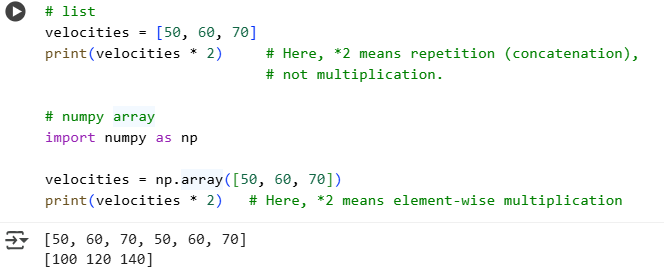 # list
velocities = [50, 60, 70]
print(velocities * 2)     # Here, *2 means repetition (concatenation),
                          # not multiplication.
# numpy array
import numpy as np
velocities = np.array([50, 60, 70])
print(velocities * 2)   # Here, *2 means element-wise multiplication
[50, 60, 70, 50, 60, 70]
[100 120 140]